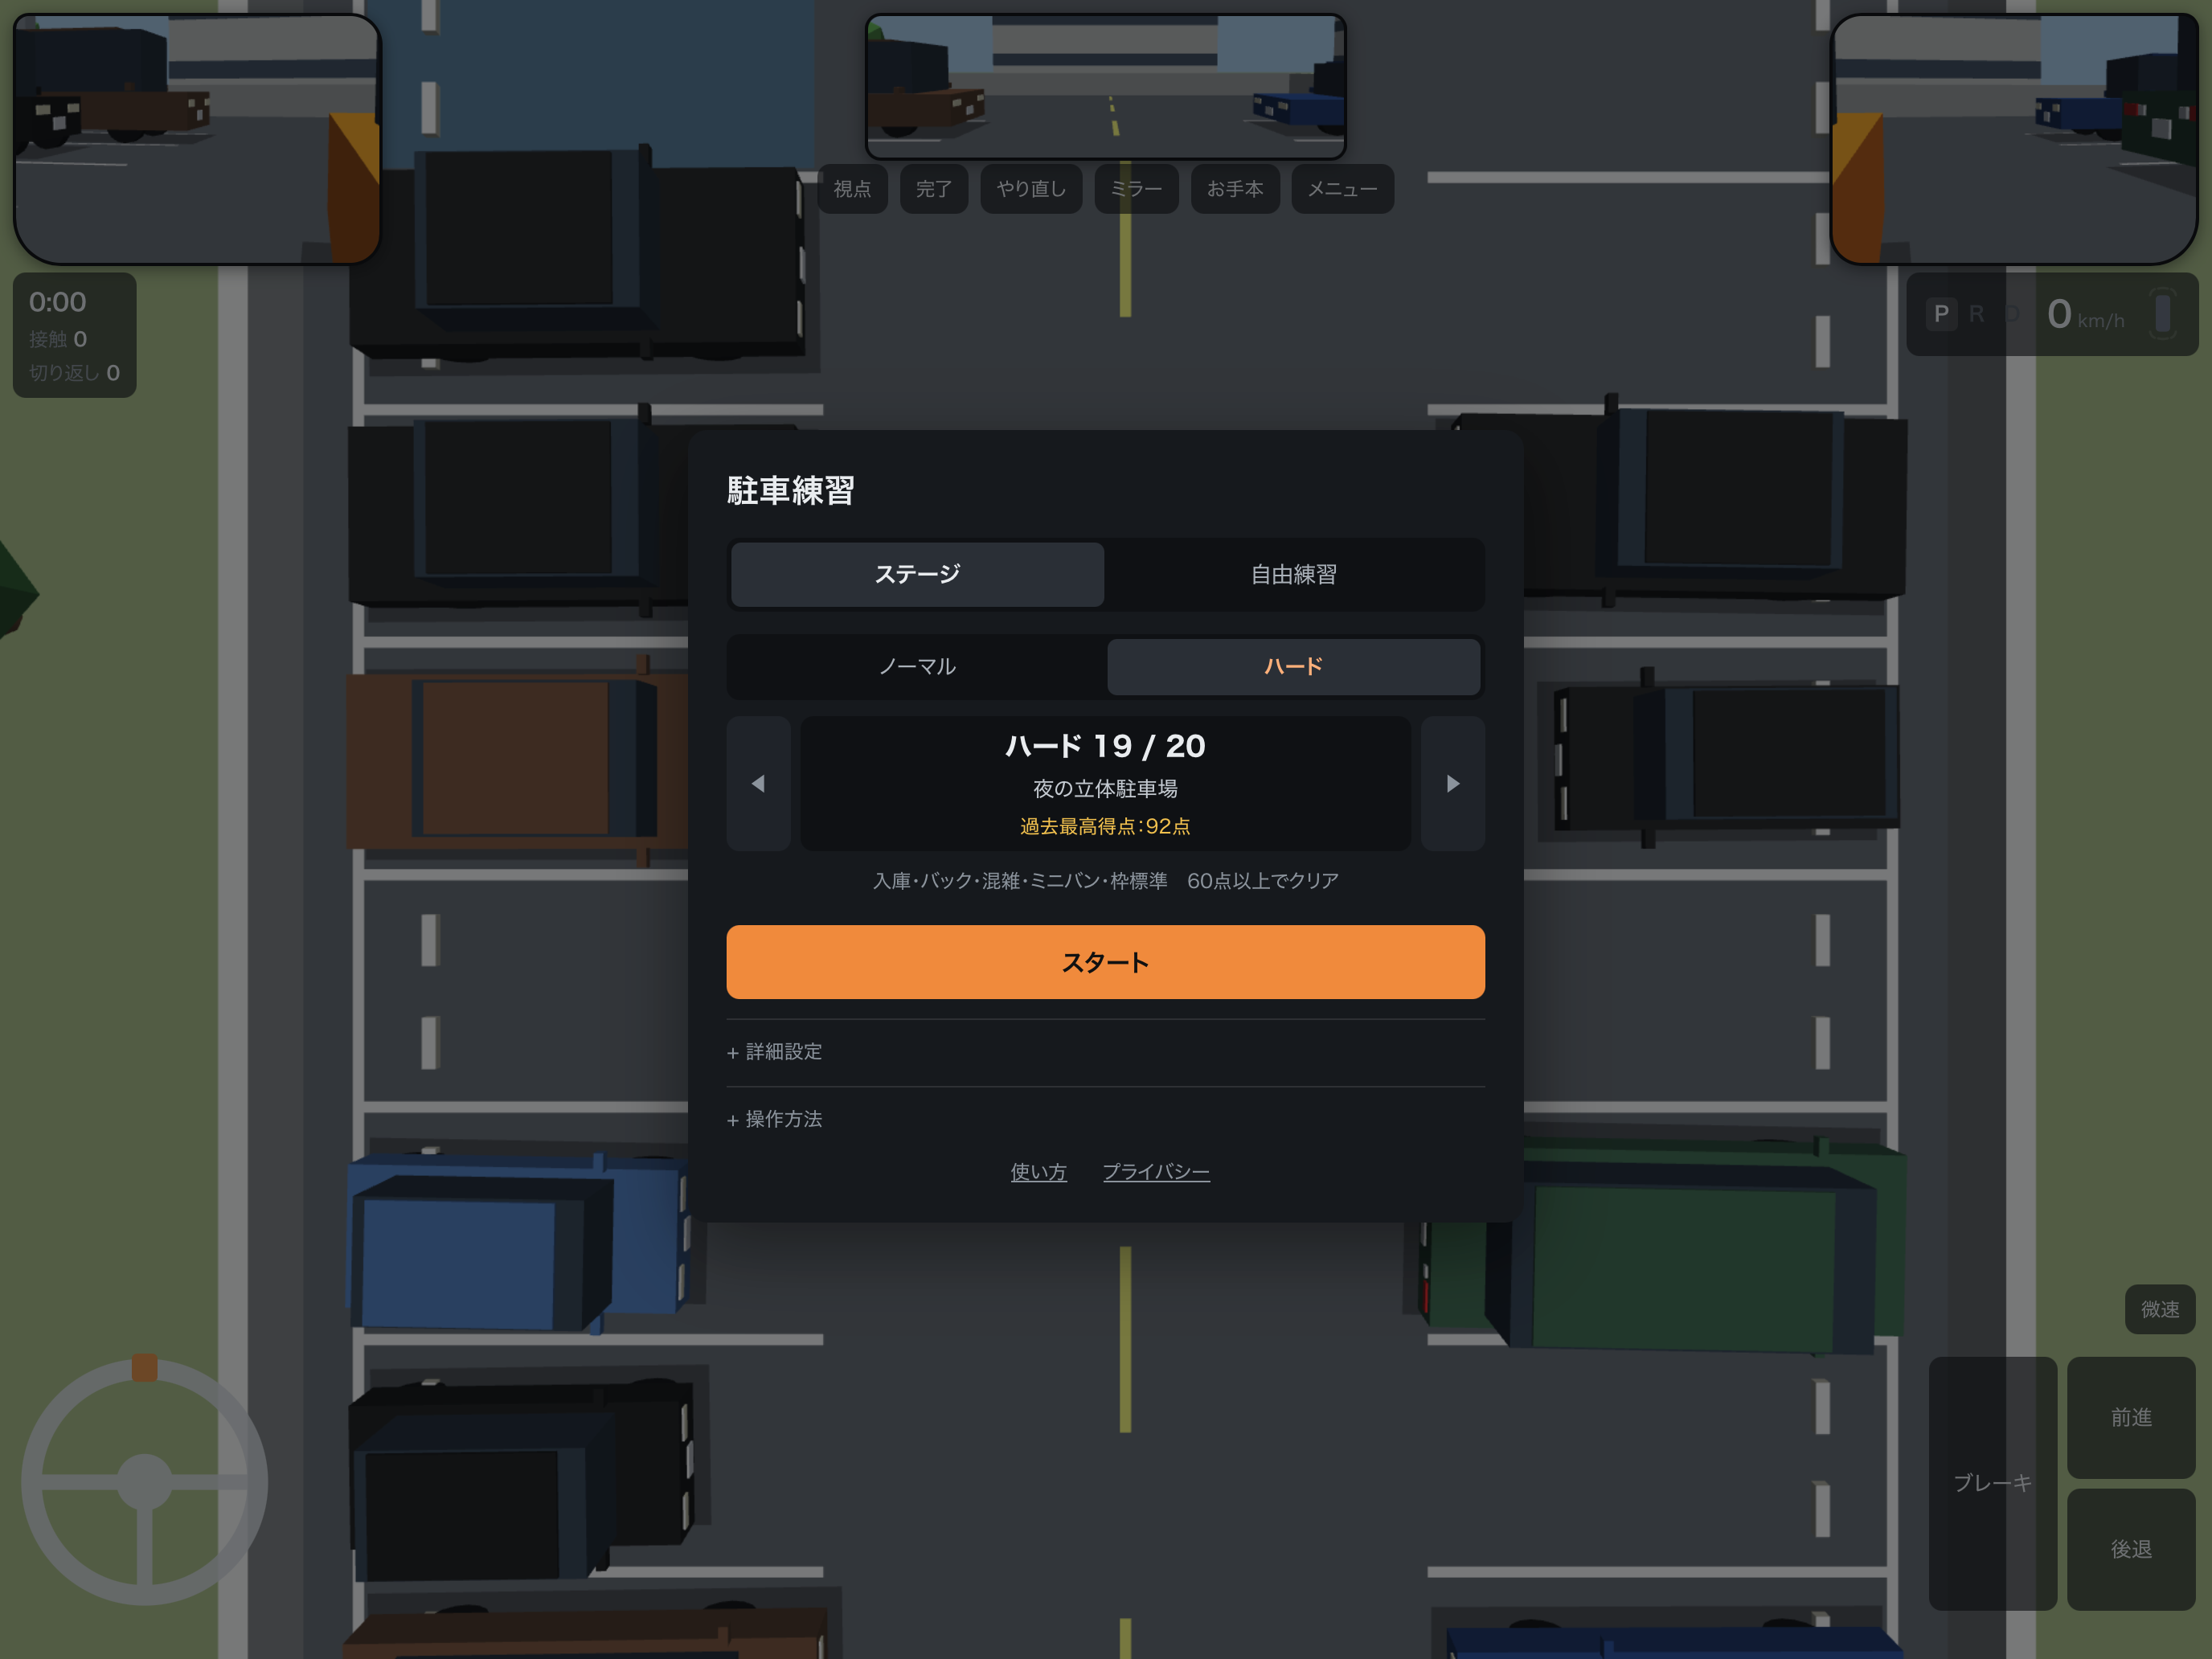 視点 完了 やり直し ミラー お手本 メニュー
0:00
接触 0
切り返し 0
P R D 0 km/h
駐車練習
ステージ 自由練習
ノーマル ハード
ハード 19 / 20
夜の立体駐車場
過去最高得点：92点
入庫・バック・混雑・ミニバン・枠標準 60点以上でクリア
スタート
+ 詳細設定
+ 操作方法
使い方 プライバシー
微速
前進
ブレーキ
後退